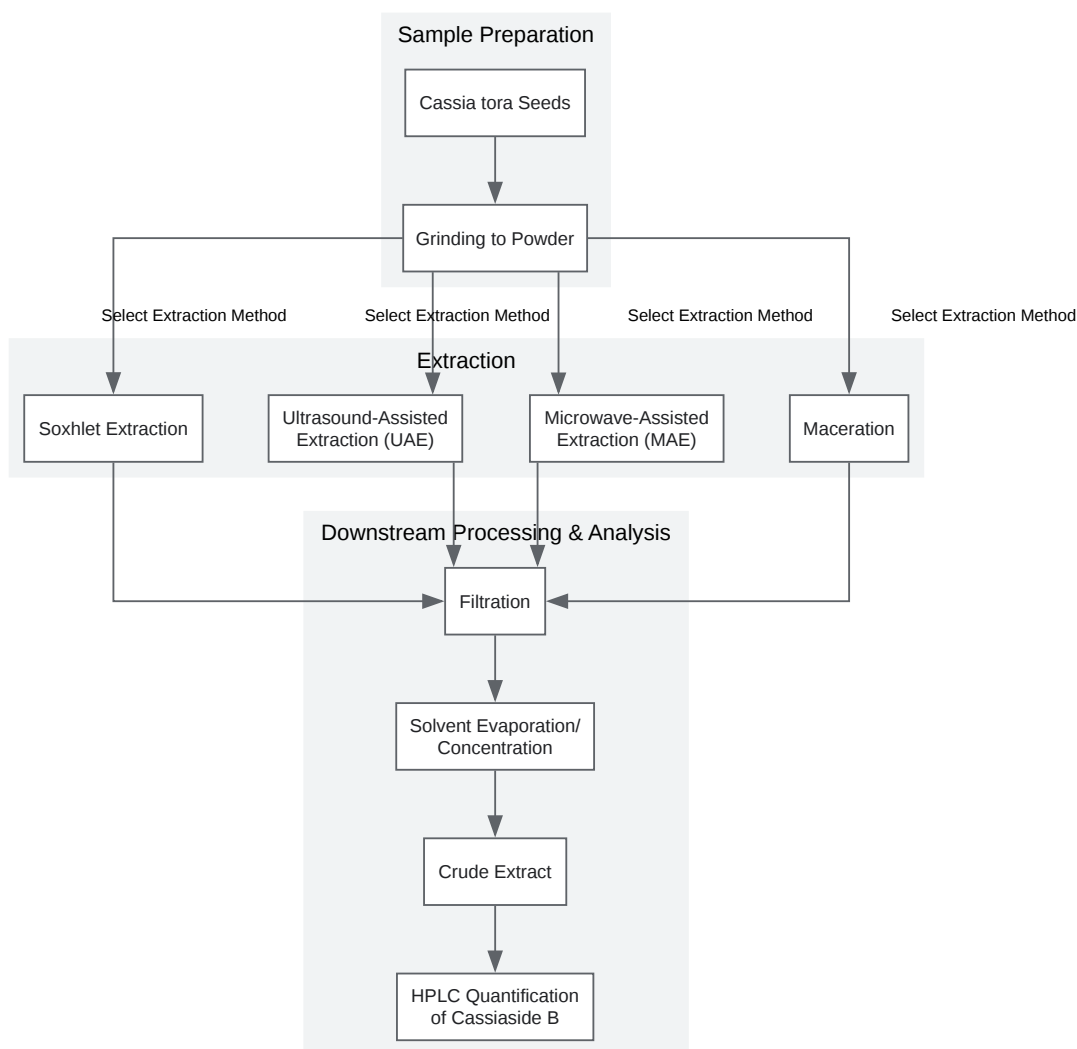 Sample Preparation
Cassia tora Seeds
Grinding to Powder
Select Extraction Method
Select Extraction Method
Select Extraction Method
Select Extraction Method
Extraction
Soxhlet Extraction
Ultrasound-Assisted
Extraction (UAE)
Microwave-Assisted
Extraction (MAE)
Maceration
Downstream Processing & Analysis
Filtration
Solvent Evaporation/
Concentration
Crude Extract
HPLC Quantification
of Cassiaside B